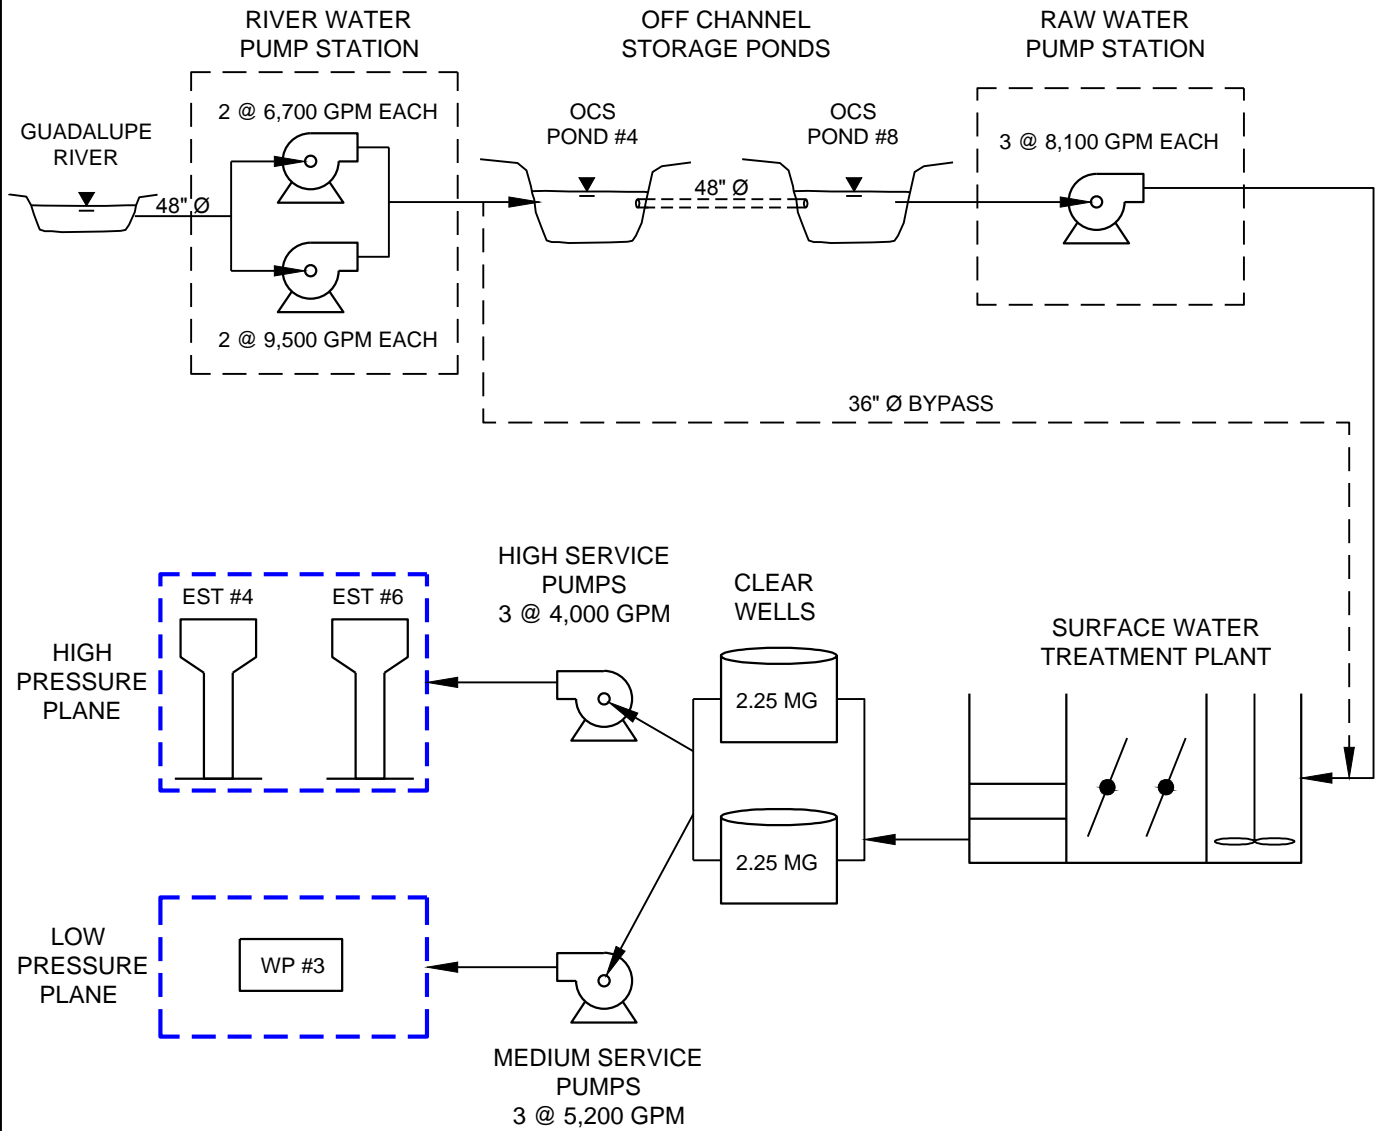 RIVER WATER
PUMP STATION
OFF CHANNEL
STORAGE PONDS
RAW WATER
PUMP STATION
2 @ 6,700 GPM EACH
GUADALUPE
RIVER
48" Ø
2 @ 9,500 GPM EACH
OCS
POND #4
48" Ø
OCS
POND #8
3 @ 8,100 GPM EACH
36" Ø BYPASS
HIGH SERVICE
PUMPS
3 @ 4,000 GPM
CLEAR
WELLS
SURFACE WATER
TREATMENT PLANT
EST #4
EST #6
HIGH
PRESSURE
PLANE
2.25 MG
2.25 MG
LOW
PRESSURE
PLANE
WP #3
MEDIUM SERVICE
PUMPS
3 @ 5,200 GPM